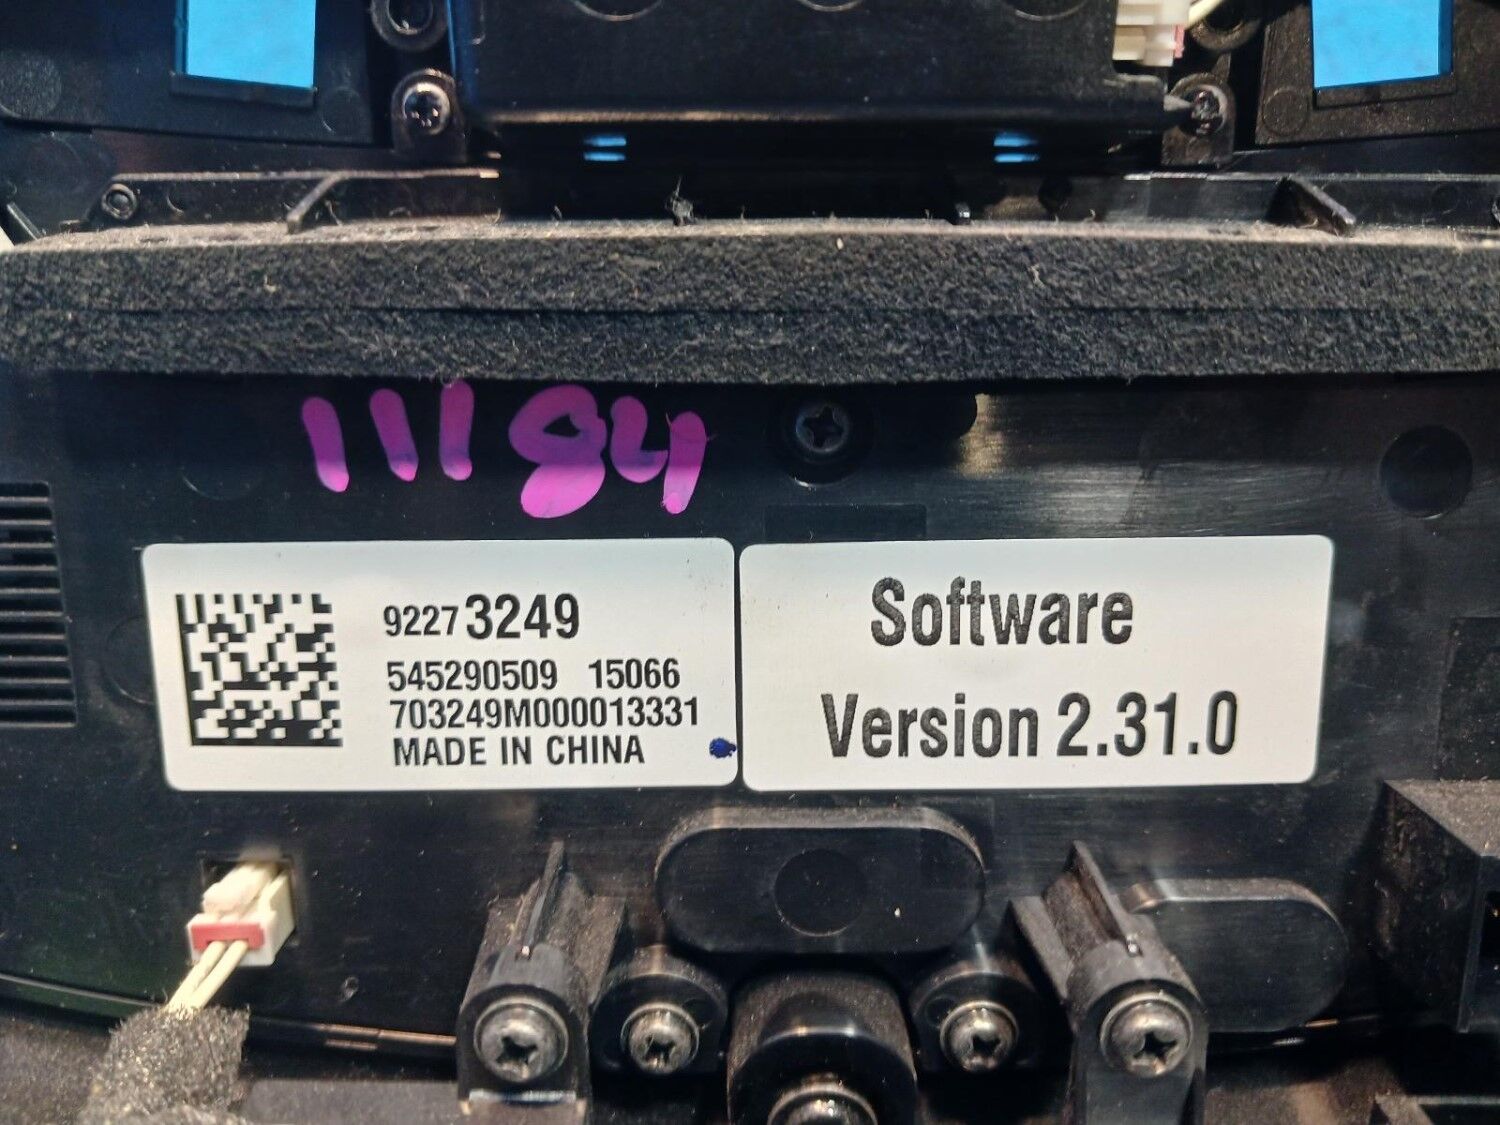 11184
92273249
545290509 15066
703249M000013331
MADE IN CHINA
Software
Version 2.31.0